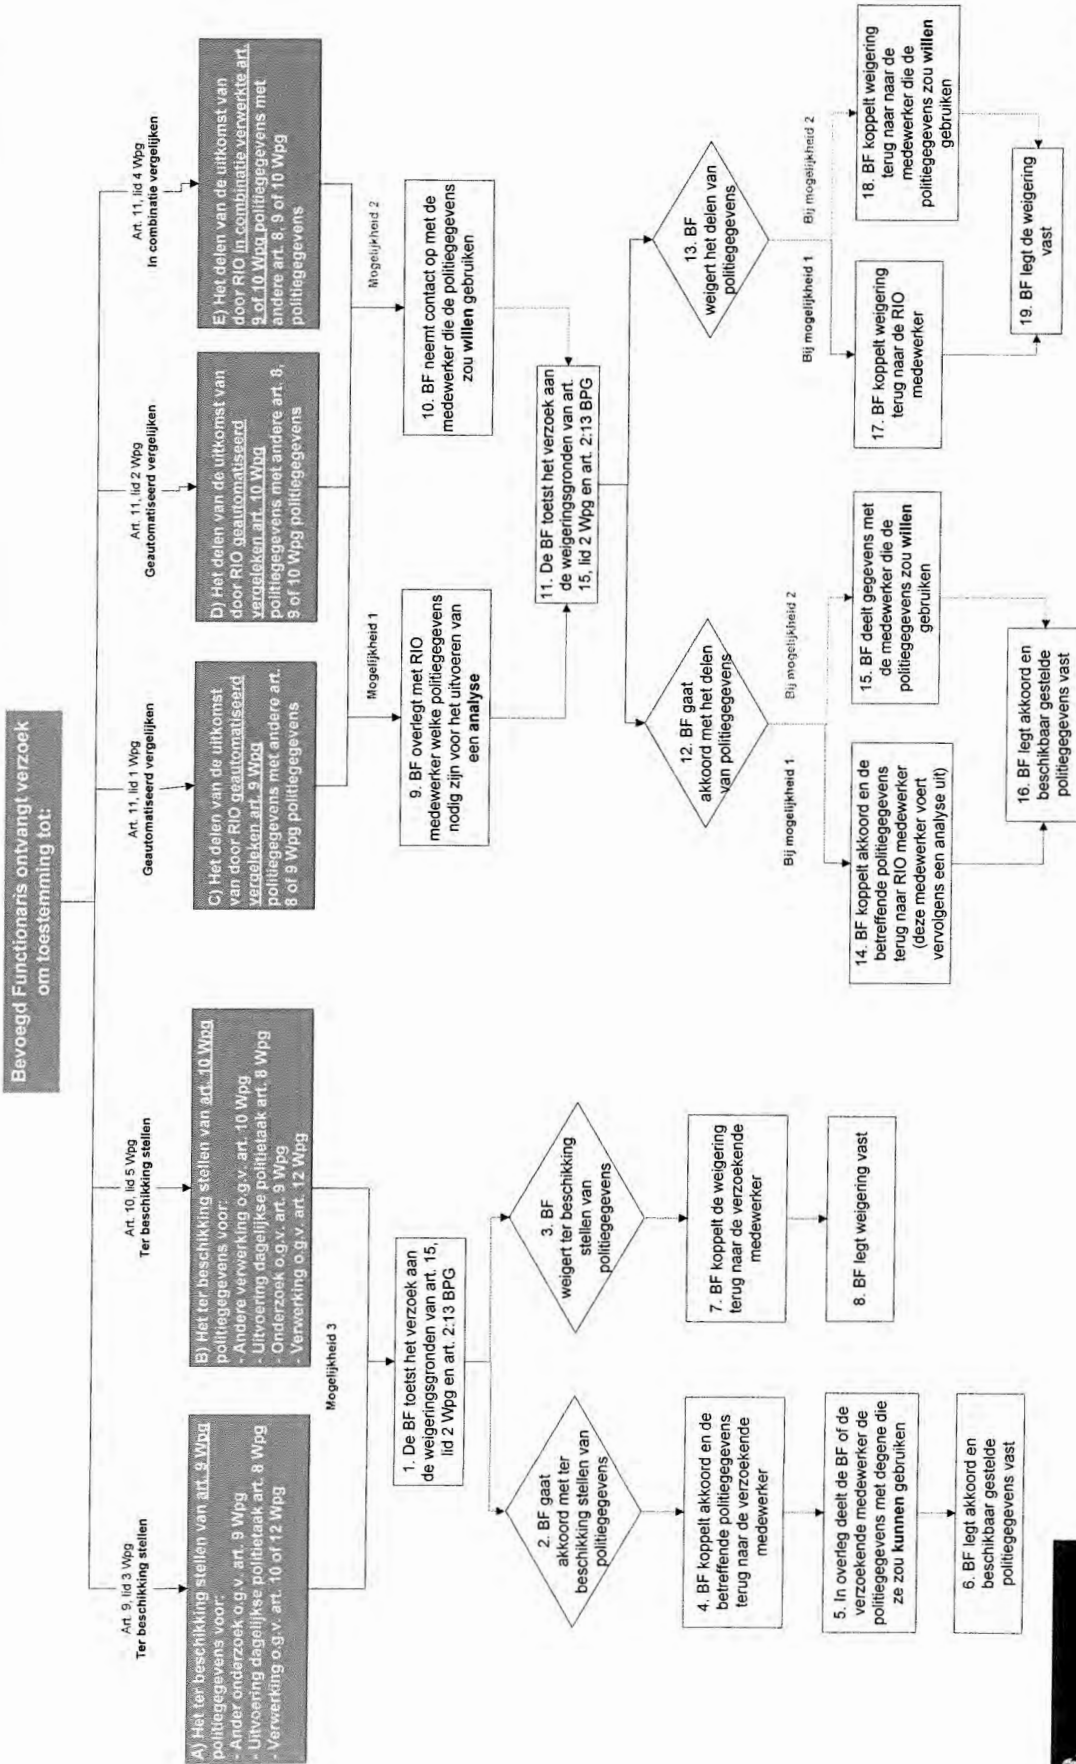 Bevoegd Functionaris ontvangt verzoek
om toestemming tot:
Art. 9, lid 3 Wpg
Ter beschikking stellen
Art. 10, lid 5 Wpg
Ter beschikking stellen
Art. 11, lid 1 Wpg
Geautomatiseerd vergelijken
Art. 11, lid 2 Wpg
Geautomatiseerd vergelijken
Art. 11, lid 4 Wpg
In combinatie vergelijken
A) Het ter beschikking stellen van art. 9 Wpg
politiegegevens voor:
- Ander onderzoek o.g.v. art. 9 Wpg
- Uitvoering dagelijkse politietaak art. 8 Wpg
- Verwerking o.g.v. art. 10 of 12 Wpg
B) Het ter beschikking stellen van art. 10 Wpg
politiegegevens voor:
- Andere verwerking o.g.v. art. 10 Wpg
- Uitvoering dagelijkse politietaak art. 8 Wpg
- Onderzoek o.g.v. art. 9 Wpg
- Verwerking o.g.v. art. 12 Wpg
C) Het delen van de uitkomst
van door RIO geautomatiseerd
vergeleken art. 9 Wpg
politiegegevens met andere art.
8 of 9 Wpg politiegegevens
D) Het delen van de uitkomst van
door RIO geautomatiseerd
vergeleken art. 10 Wpg
politiegegevens met andere art. 8,
9 of 10 Wpg politiegegevens
E) Het delen van de uitkomst van
door RIO in combinatie verwerkte art.
9 of 10 Wpg politiegegevens met
andere art. 8, 9 of 10 Wpg
politiegegevens
Mogelijkheid 3
Mogelijkheid 1
Mogelijkheid 2
1. De BF toetst het verzoek aan
de weigeringsgronden van art. 15,
lid 2 Wpg en art. 2:13 BPG
9. BF overlegt met RIO
medewerker welke politiegegevens
nodig zijn voor het uitvoeren van
een analyse
10. BF neemt contact op met de
medewerker die de politiegegevens
zou willen gebruiken
11. De BF toetst het verzoek aan
de weigeringsgronden van art.
15, lid 2 Wpg en art. 2:13 BPG
2. BF gaat
akkoord met ter
beschikking stellen van
politiegegevens
3. BF
weigert ter beschikking
stellen van
politiegegevens
12. BF gaat
akkoord met het delen
van politiegegevens
13. BF
weigert het delen van
politiegegevens
4. BF koppelt akkoord en de
betreffende politiegegevens
terug naar de verzoekende
medewerker
7. BF koppelt de weigering
terug naar de verzoekende
medewerker
Bij mogelijkheid 1
Bij mogelijkheid 2
Bij mogelijkheid 1
Bij mogelijkheid 2
5. In overleg deelt de BF of de
verzoekende medewerker de
politiegegevens met degene die
ze zou kunnen gebruiken
8. BF legt weigering vast
14. BF koppelt akkoord en de
betreffende politiegegevens
terug naar RIO medewerker
(deze medewerker voert
vervolgens een analyse uit)
15. BF deelt gegevens met
de medewerker die de
politiegegevens zou willen
gebruiken
17. BF koppelt weigering
terug naar de RIO
medewerker
18. BF koppelt weigering
terug naar naar de
medewerker die de
politiegegevens zou willen
gebruiken
6. BF legt akkoord en
beschikbaar gestelde
politiegegevens vast
16. BF legt akkoord en
beschikbaar gestelde
politiegegevens vast
19. BF legt de weigering
vast